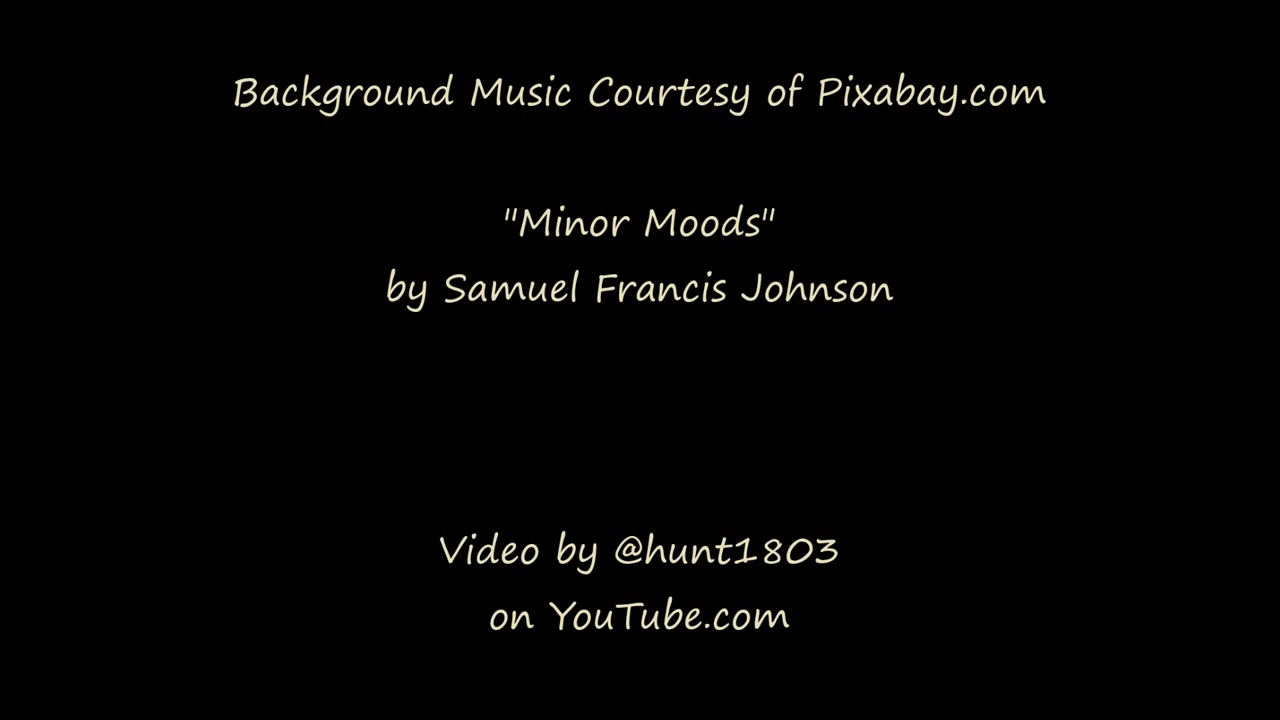 Background Music Courtesy of Pixabay.com
"Minor Moods"
by Samuel Francis Johnson
Video by @hunt1803
on YouTube.com